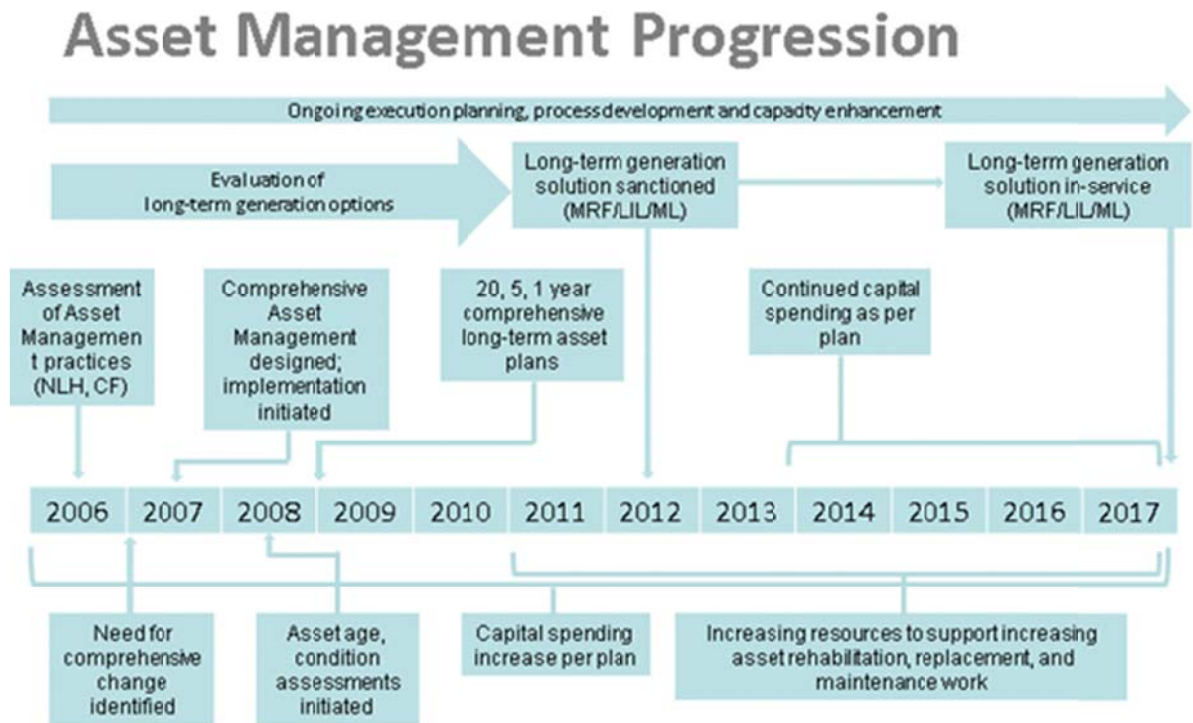 Asset Management Progression
Ongoing execution planning, process development and capacity enhancement
Evaluation of
long-term generation options
Long-term generation
solution sanctioned
(MRF/LIL/ML)
Long-term generation
solution in-service
(MRF/LIL/ML)
Assessment
of Asset
Managemen
t practices
(NLH, CF)
Comprehensive
Asset
Management
designed;
implementation
initiated
20, 5, 1 year
comprehensive
long-term asset
plans
Continued capital
spending as per
plan
2006 2007 2008 2009 2010 2011 2012 2013 2014 2015 2016 2017
Need for
comprehensive
change
identified
Asset age,
condition
assessments
initiated
Capital spending
increase per plan
Increasing resources to support increasing
asset rehabilitation, replacement, and
maintenance work